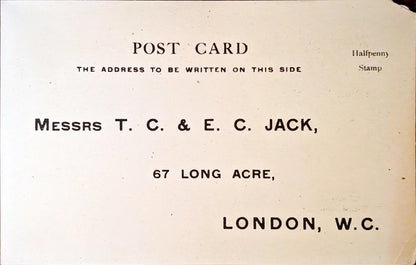 POST CARD
Halfpenny
THE ADDRESS TO BE WRITTEN ON THIS SIDE
Stamp
MESSRS T. C. & E. C. JACK,
67 LONG ACRE,
LONDON, W.C.